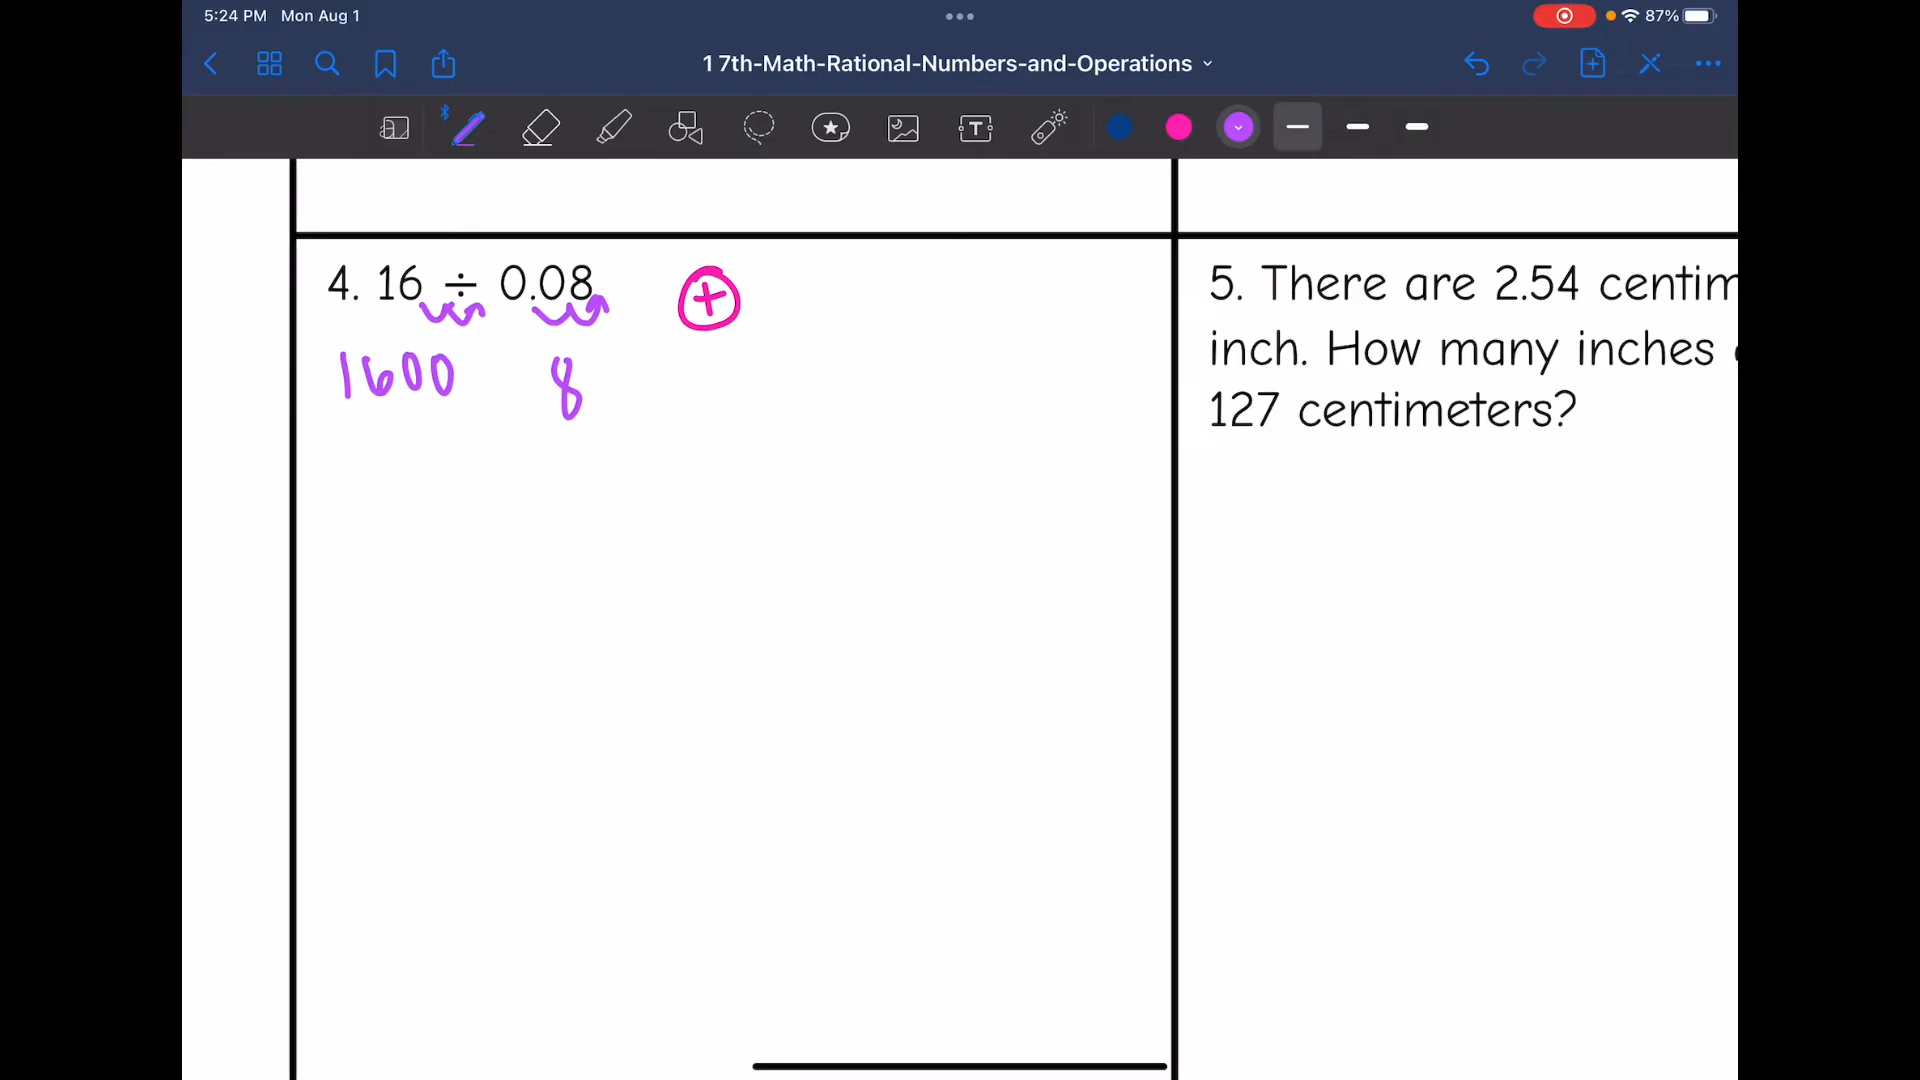 5:24 PM Mon Aug 1
87%
1 7th-Math-Rational-Numbers-and-Operations
4. 16 ÷ 0.08 +
1600 8
5. There are 2.54 centim
inch. How many inches
127 centimeters?